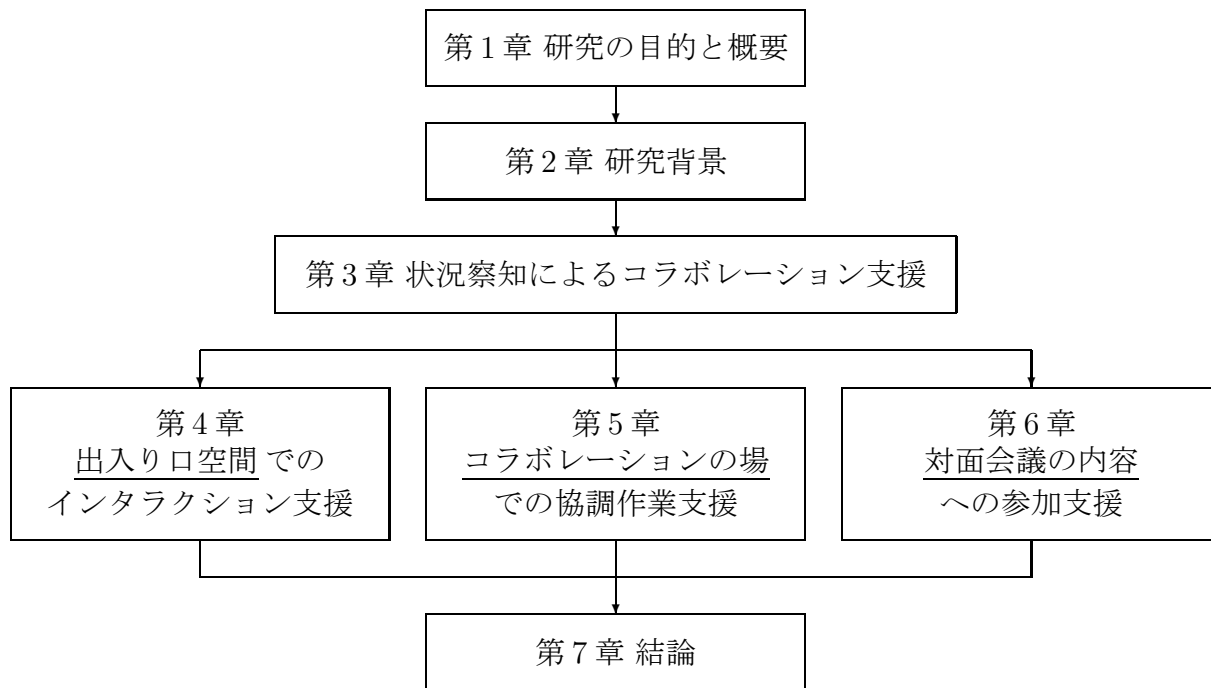 第1章 研究の目的と概要
第2章 研究背景
第3章 状況察知によるコラボレーション支援
第4章
出入り口空間 での
インタラクション支援
第5章
コラボレーションの場
での協調作業支援
第6章
対面会議の内容
への参加支援
第7章 結論